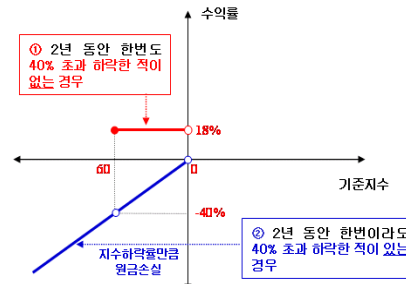 수익률
① 2년 동안 한번도
40% 초과 하락한 적이
없는 경우
기준지수
-40%
지수하락률만큼
원금손실
② 2년 동안 한번이라도
40% 초과 하락한 적이 있는
경우